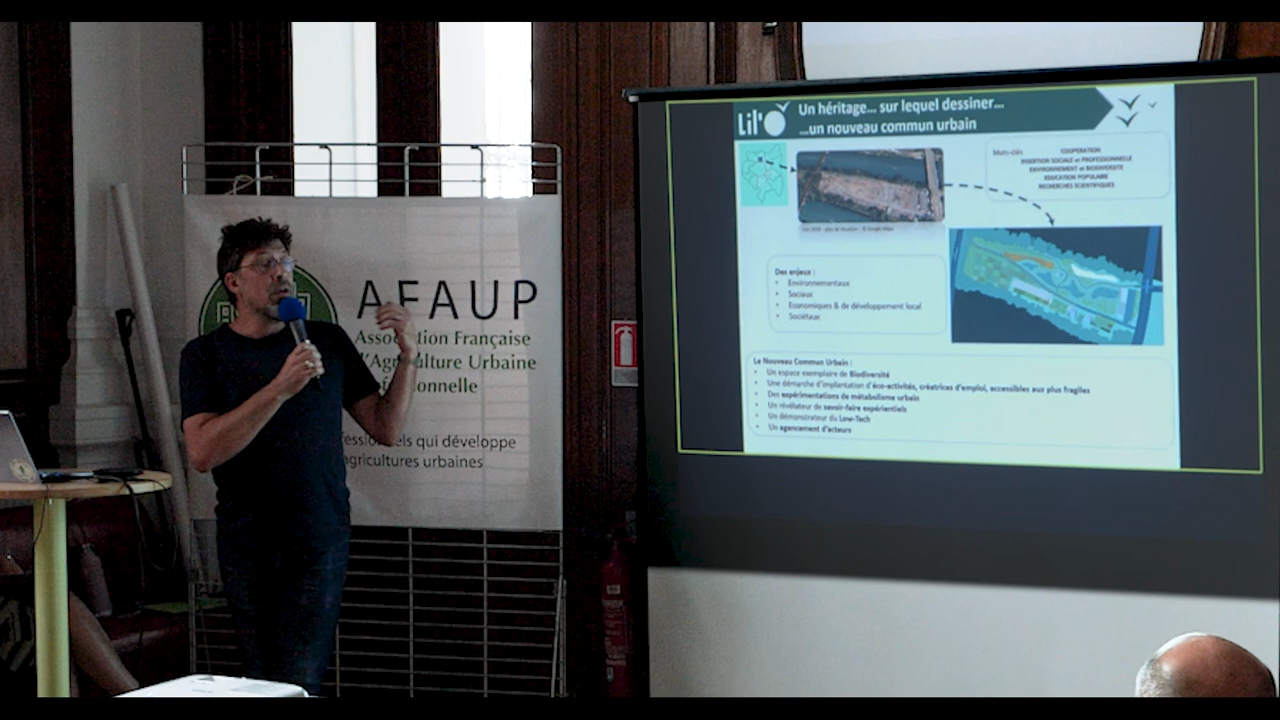 AFAUP
Association Française
d'Agriculture Urbaine
Professionnelle
qui développe
agricultures urbaines
Lil'Ô
Un héritage... sur lequel dessiner...
...un nouveau commun urbain
Mots-clés
COOPERATION
INSERTION SOCIALE et PROFESSIONNELLE
ENVIRONNEMENT et BIODIVERSITE
EDUCATION POPULAIRE
RECHERCHES SCIENTIFIQUES
Des enjeux :
• Environnementaux
• Sociaux
• Economiques & de développement local
• Sociétaux
Le Nouveau Commun Urbain :
• Un espace exemplaire de Biodiversité
• Une démarche d'implantation d'éco-activités, créatrices d'emploi, accessibles aux plus fragiles
• Des expérimentations de métabolisme urbain
• Un révélateur de savoir-faire expérientiels
• Un démonstrateur du Low-Tech
• Un agencement d'acteurs